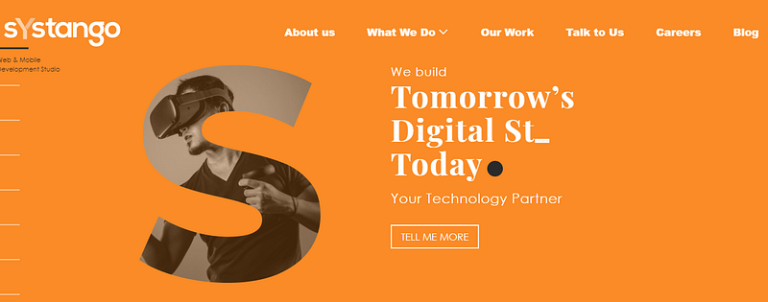 sYstango
Web & Mobile
Development Studio
About us
What We Do
Our Work
Talk to Us
Careers
Blog
We build
Tomorrow's
Digital St_
Today
Your Technology Partner
TELL ME MORE